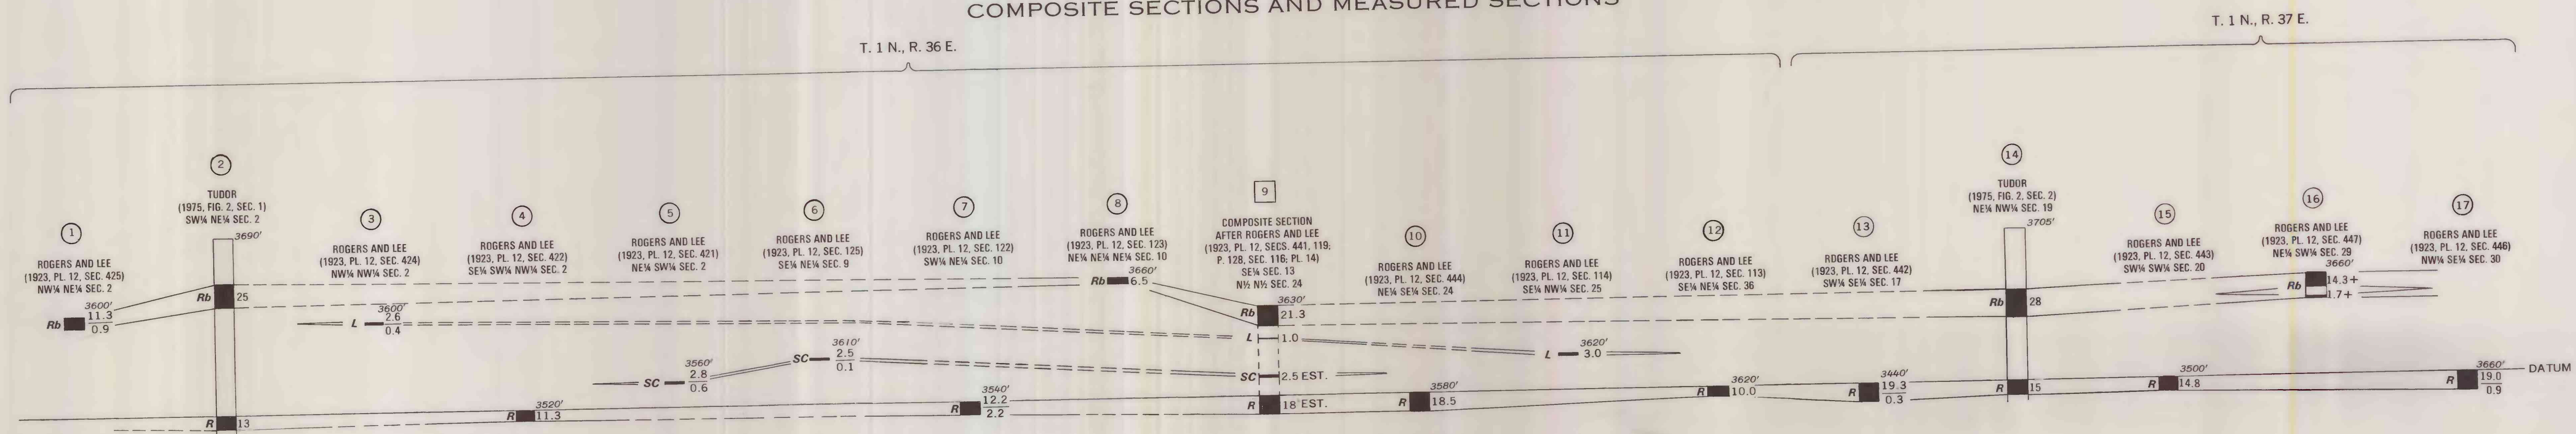 COMPOSITE SECTIONS AND MEASURED SECTIONS
T. 1 N., R. 36 E.
T. 1 N., R. 37 E.
1
ROGERS AND LEE
(1923, PL. 12, SEC. 425)
NW¼ NE¼ SEC. 2
3600'
Rb
11.3
0.9
2
TUDOR
(1975, FIG. 2, SEC. 1)
SW¼ NE¼ SEC. 2
3690'
Rb
25
R
13
3
ROGERS AND LEE
(1923, PL. 12, SEC. 424)
NW¼ NW¼ SEC. 2
3600'
L
2.6
0.4
4
ROGERS AND LEE
(1923, PL. 12, SEC. 422)
SE¼ SW¼ NW¼ SEC. 2
3520'
R
11.3
5
ROGERS AND LEE
(1923, PL. 12, SEC. 421)
NE¼ SW¼ SEC. 2
3560'
SC
2.8
0.6
6
ROGERS AND LEE
(1923, PL. 12, SEC. 125)
SE¼ NE¼ SEC. 9
3610'
SC
2.5
0.1
7
ROGERS AND LEE
(1923, PL. 12, SEC. 122)
SW¼ NE¼ SEC. 10
3540'
R
12.2
2.2
8
ROGERS AND LEE
(1923, PL. 12, SEC. 123)
NE¼ NE¼ NE¼ SEC. 10
3660'
Rb
6.5
9
COMPOSITE SECTION
AFTER ROGERS AND LEE
(1923, PL. 12, SECS. 441, 119;
P. 128, SEC. 116; PL. 14)
SE¼ SEC. 13
N½ N½ SEC. 24
3630'
Rb
21.3
L
1.0
SC
2.5 EST.
R
18 EST.
10
ROGERS AND LEE
(1923, PL. 12, SEC. 444)
NE¼ SE¼ SEC. 24
3580'
R
18.5
11
ROGERS AND LEE
(1923, PL. 12, SEC. 114)
SE¼ NW¼ SEC. 25
3620'
L
3.0
12
ROGERS AND LEE
(1923, PL. 12, SEC. 113)
SE¼ NE¼ SEC. 36
3620'
R
10.0
13
ROGERS AND LEE
(1923, PL. 12, SEC. 442)
SW¼ SE¼ SEC. 17
3440'
R
19.3
0.3
14
TUDOR
(1975, FIG. 2, SEC. 2)
NE¼ NW¼ SEC. 19
3705'
Rb
28
R
15
15
ROGERS AND LEE
(1923, PL. 12, SEC. 443)
SW¼ SW¼ SEC. 20
3500'
R
14.8
16
ROGERS AND LEE
(1923, PL. 12, SEC. 447)
NE¼ SW¼ SEC. 29
3660'
Rb
14.3+
1.7+
17
ROGERS AND LEE
(1923, PL. 12, SEC. 446)
NW¼ SE¼ SEC. 30
3660'
R
19.0
0.9
DATUM